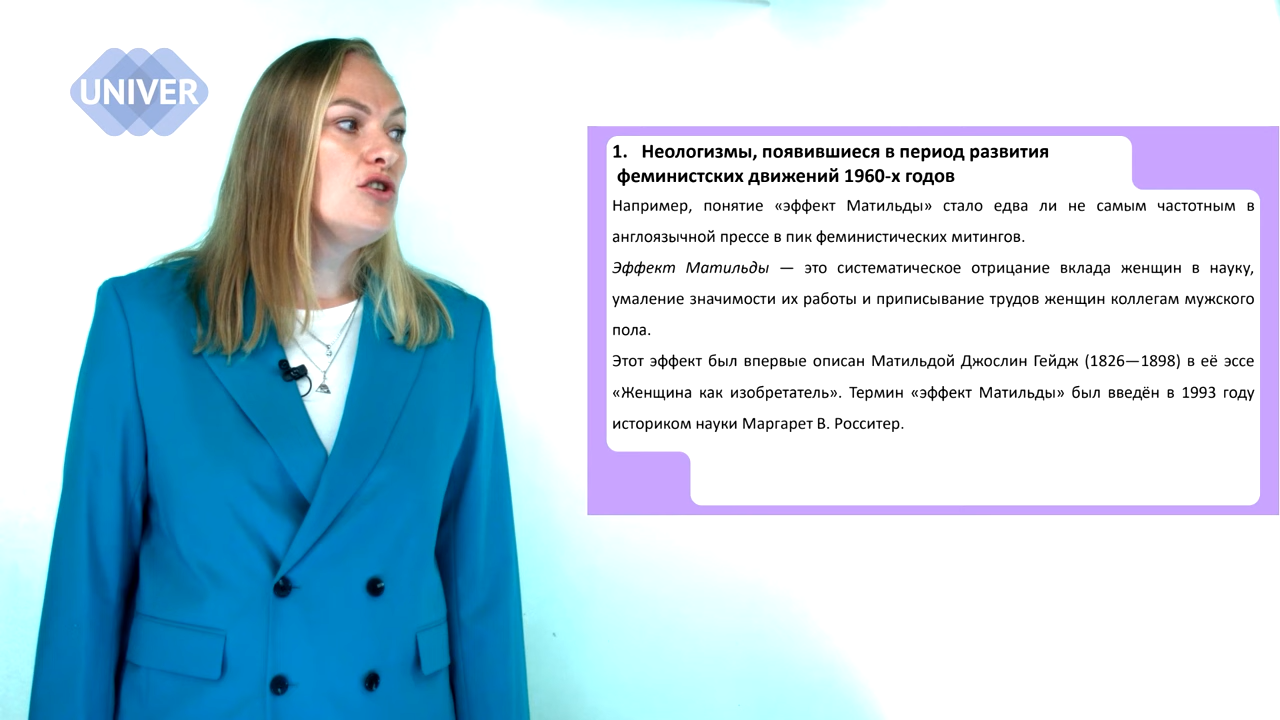 UNIVER
1. Неологизмы, появившиеся в период развития
феминистских движений 1960-х годов
Например, понятие «эффект Матильды» стало едва ли не самым частотным в
англоязычной прессе в пик феминистических митингов.
Эффект Матильды — это систематическое отрицание вклада женщин в науку,
умаление значимости их работы и приписывание трудов женщин коллегам мужского
пола.
Этот эффект был впервые описан Матильдой Джослин Гейдж (1826—1898) в её эссе
«Женщина как изобретатель». Термин «эффект Матильды» был введён в 1993 году
историком науки Маргарет В. Росситер.